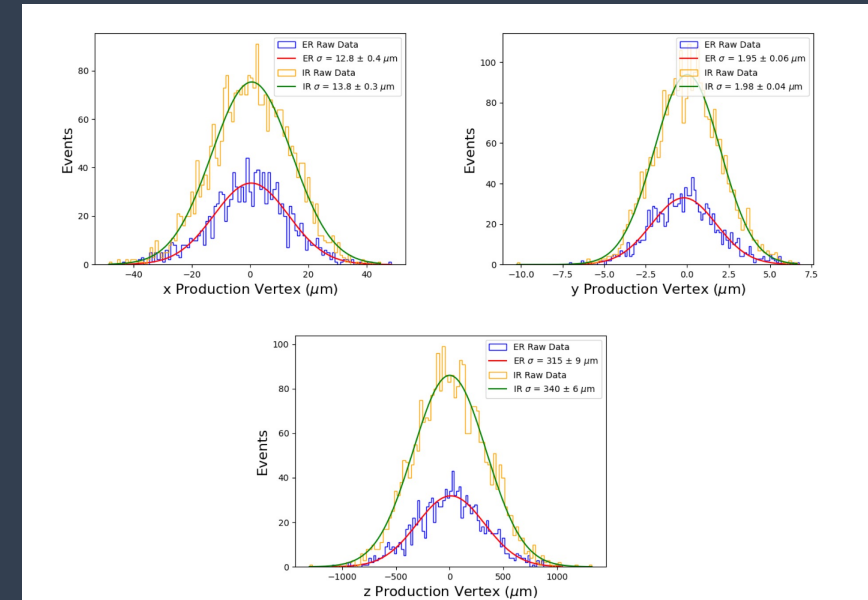 Events
80
60
40
20
0
ER Raw Data
ER σ = 12.8 ± 0.4 μm
IR Raw Data
IR σ = 13.8 ± 0.3 μm
−40 −20 0 20 40
x Production Vertex (μm)
Events
100
80
60
40
20
0
ER Raw Data
ER σ = 1.95 ± 0.06 μm
IR Raw Data
IR σ = 1.98 ± 0.04 μm
−10.0 −7.5 −5.0 −2.5 0.0 2.5 5.0 7.5
y Production Vertex (μm)
Events
100
80
60
40
20
0
ER Raw Data
ER σ = 315 ± 9 μm
IR Raw Data
IR σ = 340 ± 6 μm
−1000 −500 0 500 1000
z Production Vertex (μm)